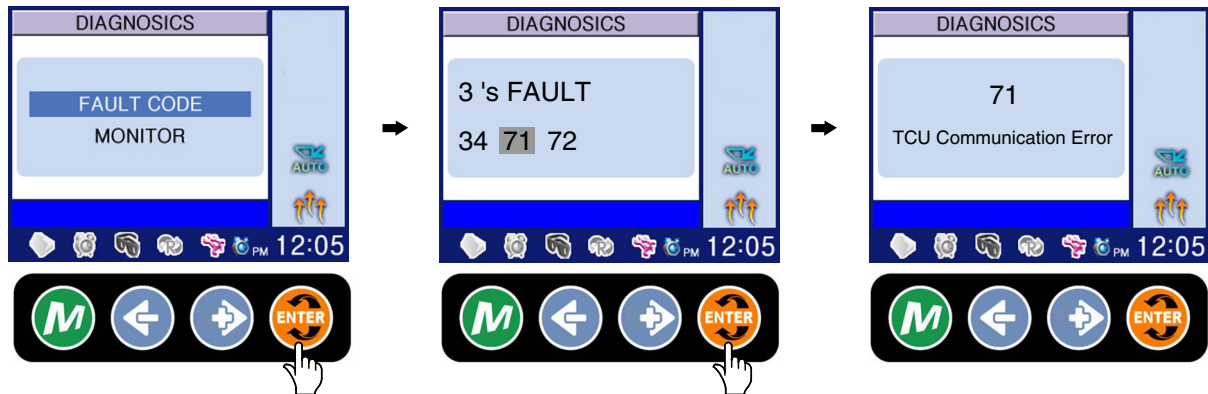 DIAGNOSICS
FAULT CODE
MONITOR
AUTO
PM 12:05
M
ENTER
DIAGNOSICS
3 's FAULT
34 71 72
AUTO
PM 12:05
M
ENTER
DIAGNOSICS
71
TCU Communication Error
AUTO
PM 12:05
M
ENTER